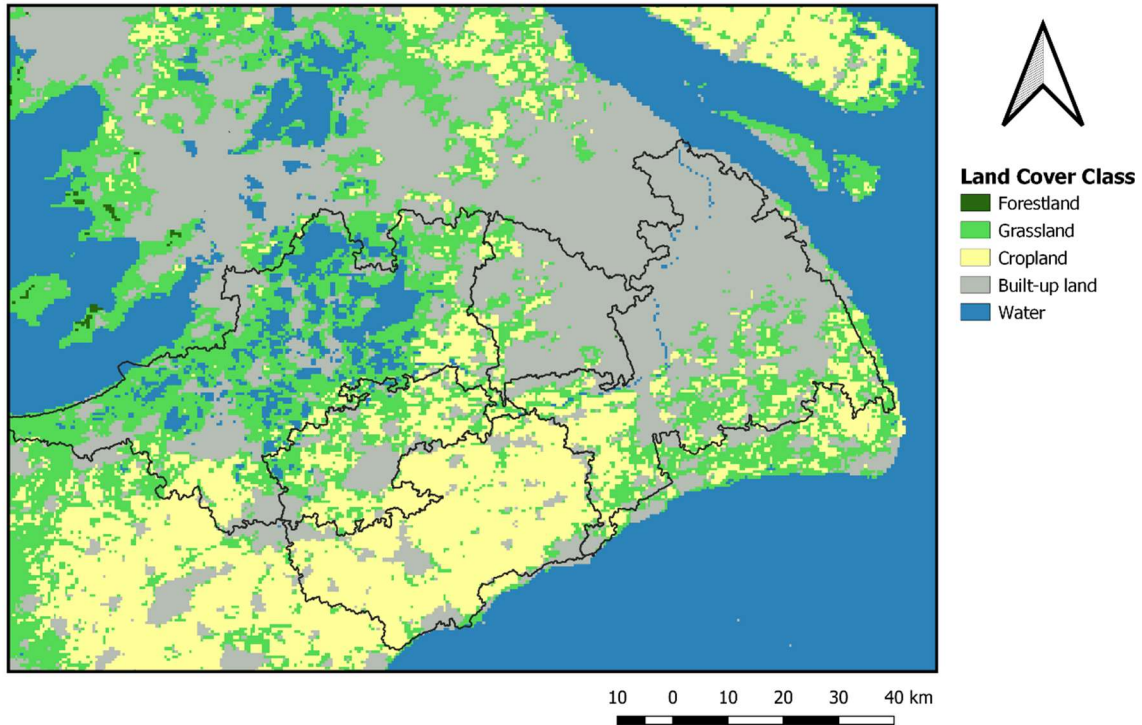 Land Cover Class
Forestland
Grassland
Cropland
Built-up land
Water
10 0 10 20 30 40 km